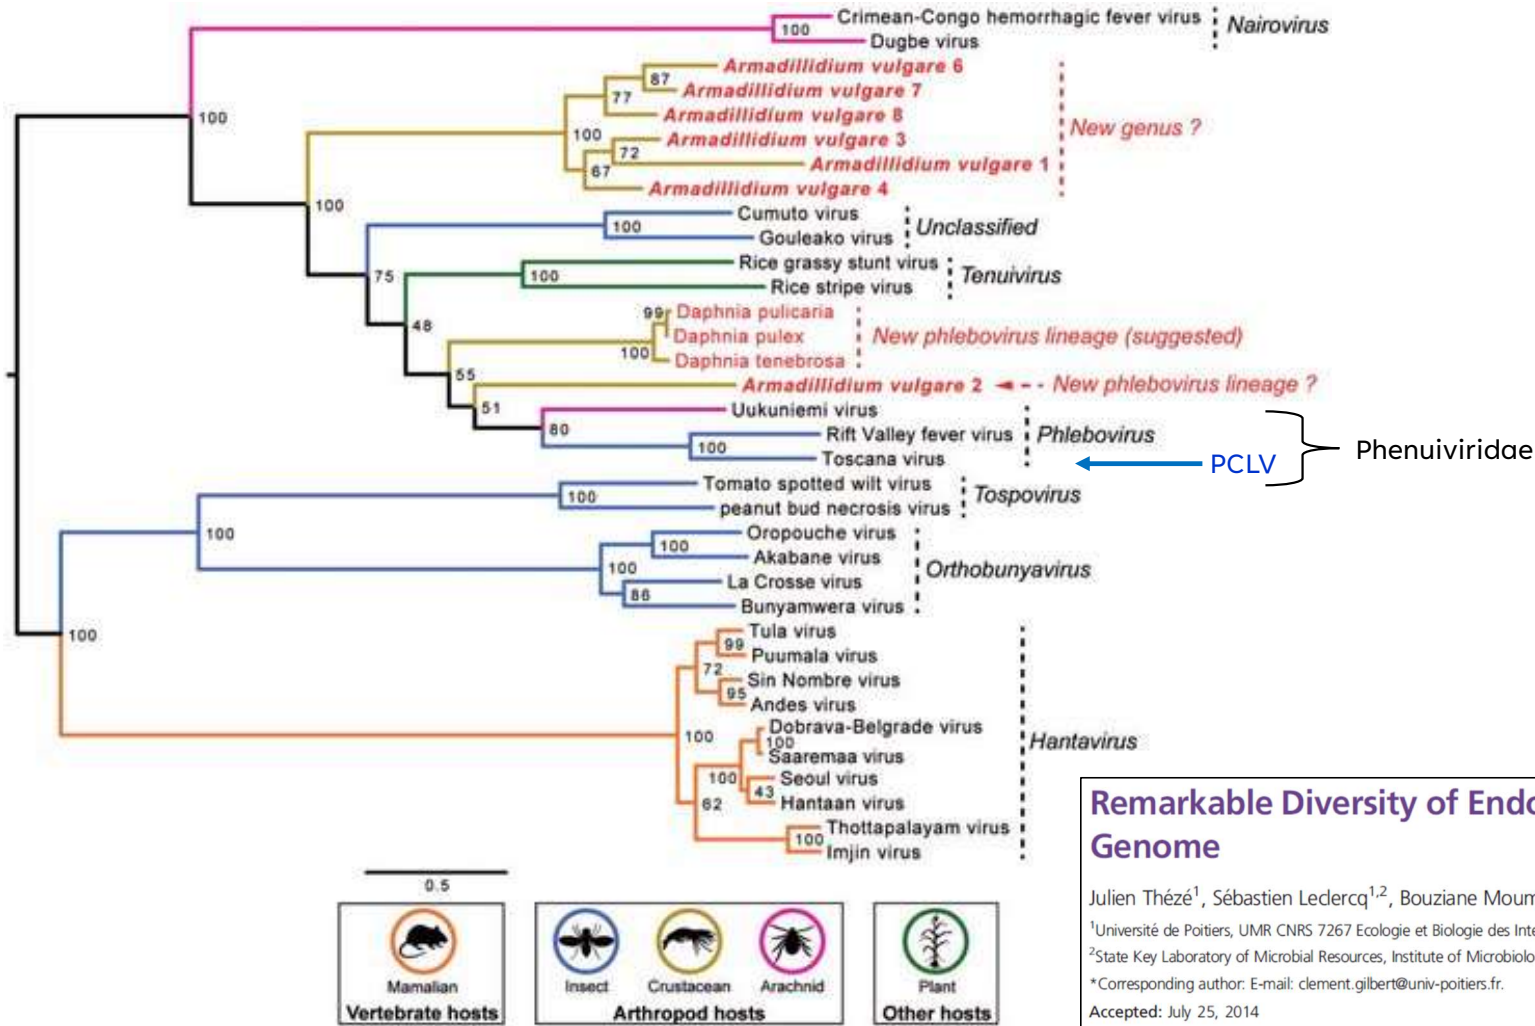 Crimean-Congo hemorrhagic fever virus
100
Nairovirus
Dugbe virus
Armadillidium vulgare 6
87
Armadillidium vulgare 7
77
100
Armadillidium vulgare 8
New genus ?
100
Armadillidium vulgare 3
72
Armadillidium vulgare 1
67
Armadillidium vulgare 4
100
Cumuto virus
100
Unclassified
Gouleako virus
Rice grassy stunt virus
75
100
Tenuivirus
Rice stripe virus
99
Daphnia pulicaria
48
Daphnia pulex
New phlebovirus lineage (suggested)
100
Daphnia tenebrosa
55
Armadillidium vulgare 2
New phlebovirus lineage ?
51
Uukuniemi virus
80
Rift Valley fever virus
Phlebovirus
Phenuiviridae
100
Toscana virus
PCLV
Tomato spotted wilt virus
100
Tospovirus
peanut bud necrosis virus
100
Oropouche virus
100
Akabane virus
100
Orthobunyavirus
La Crosse virus
86
Bunyamwera virus
100
Tula virus
99
Puumala virus
72
Sin Nombre virus
95
Andes virus
Dobrava-Belgrade virus
100
100
Hantavirus
Saaremaa virus
100
Seoul virus
43
62
Hantaan virus
Thottapalayam virus
100
Imjin virus
0.5
Mamalian
Vertebrate hosts
Insect
Crustacean
Arachnid
Arthropod hosts
Plant
Other hosts
Remarkable Diversity of Endo
Genome
Julien Thézé1, Sébastien Leclercq1,2, Bouziane Moum
1Université de Poitiers, UMR CNRS 7267 Ecologie et Biologie des Inte
2State Key Laboratory of Microbial Resources, Institute of Microbiolo
*Corresponding author: E-mail: clement.gilbert@univ-poitiers.fr.
Accepted: July 25, 2014